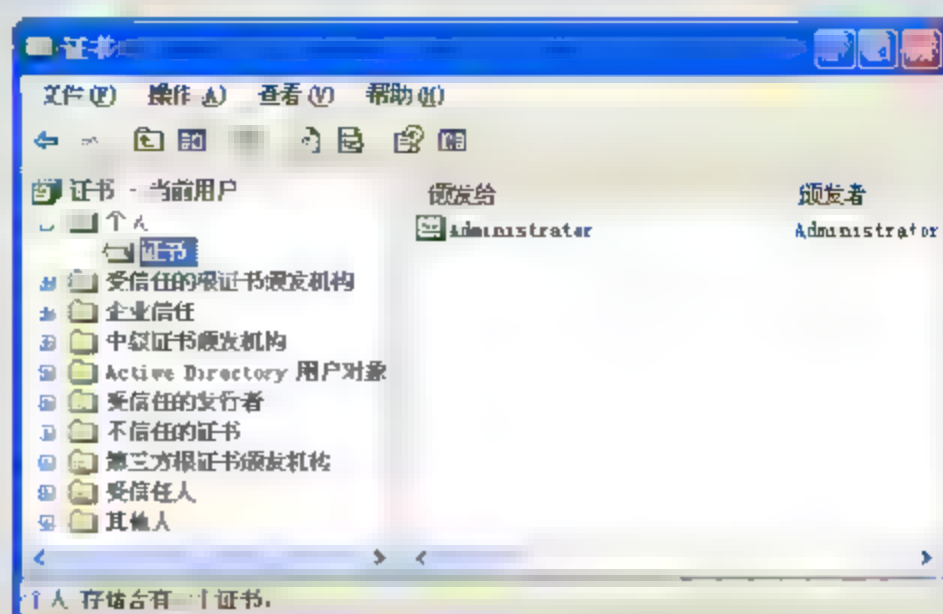 证书
文件(F) 操作(A) 查看(V) 帮助(H)
证书 - 当前用户
个人
证书
受信任的根证书颁发机构
企业信任
中级证书颁发机构
Active Directory 用户对象
受信任的发行者
不信任的证书
第三方根证书颁发机构
受信任人
其他人
颁发给
颁发者
Administrator
Administrator
个人 存储含有 个证书。